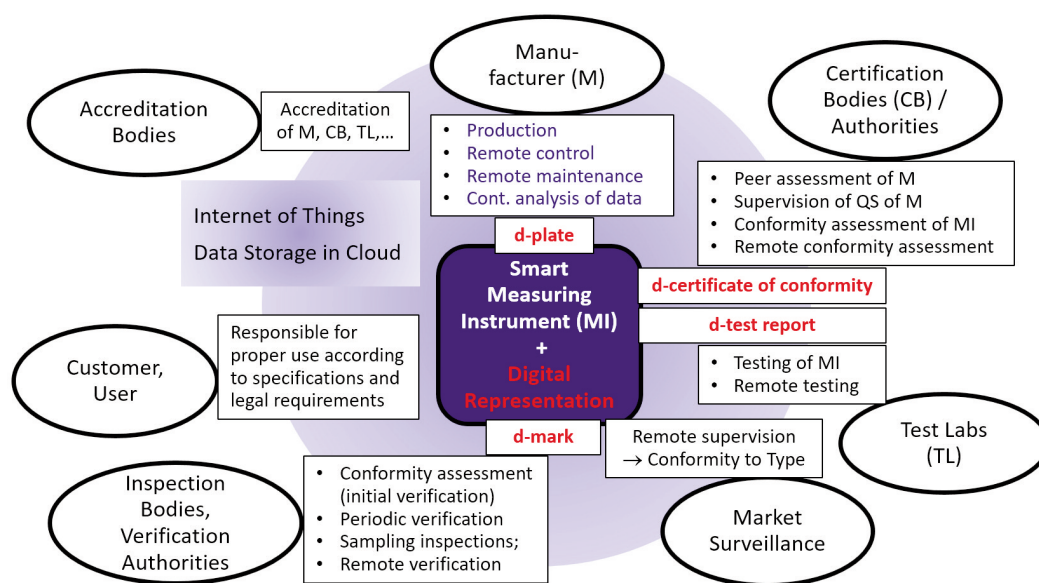 Manu-
facturer (M)
Accreditation
Bodies
Accreditation
of M, CB, TL,...
Certification
Bodies (CB) /
Authorities
• Production
• Remote control
• Remote maintenance
• Cont. analysis of data
• Peer assessment of M
• Supervision of QS of M
• Conformity assessment of MI
• Remote conformity assessment
Internet of Things
Data Storage in Cloud
d-plate
Smart
Measuring
Instrument (MI)
+
Digital
Representation
d-certificate of conformity
d-test report
Customer,
User
Responsible for
proper use according
to specifications and
legal requirements
• Testing of MI
• Remote testing
Test Labs
(TL)
d-mark
Remote supervision
→ Conformity to Type
Inspection
Bodies,
Verification
Authorities
• Conformity assessment
(initial verification)
• Periodic verification
• Sampling inspections;
• Remote verification
Market
Surveillance